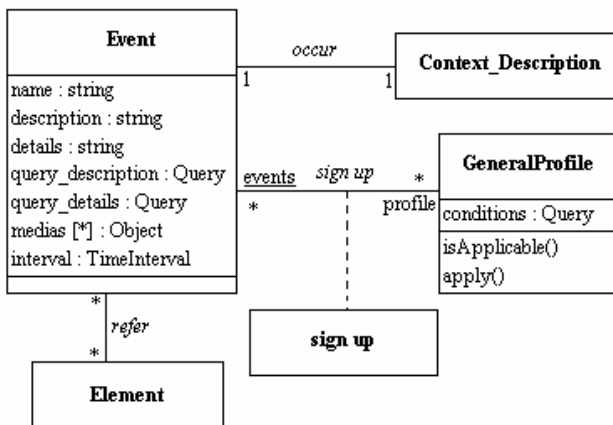 Event
name : string
description : string
details : string
query_description : Query
query_details : Query
medias [*] : Object
interval : TimeInterval
occur
1
1
Context_Description
events
*
sign up
*
profile
GeneralProfile
conditions : Query
isApplicable()
apply()
sign up
*
refer
*
Element